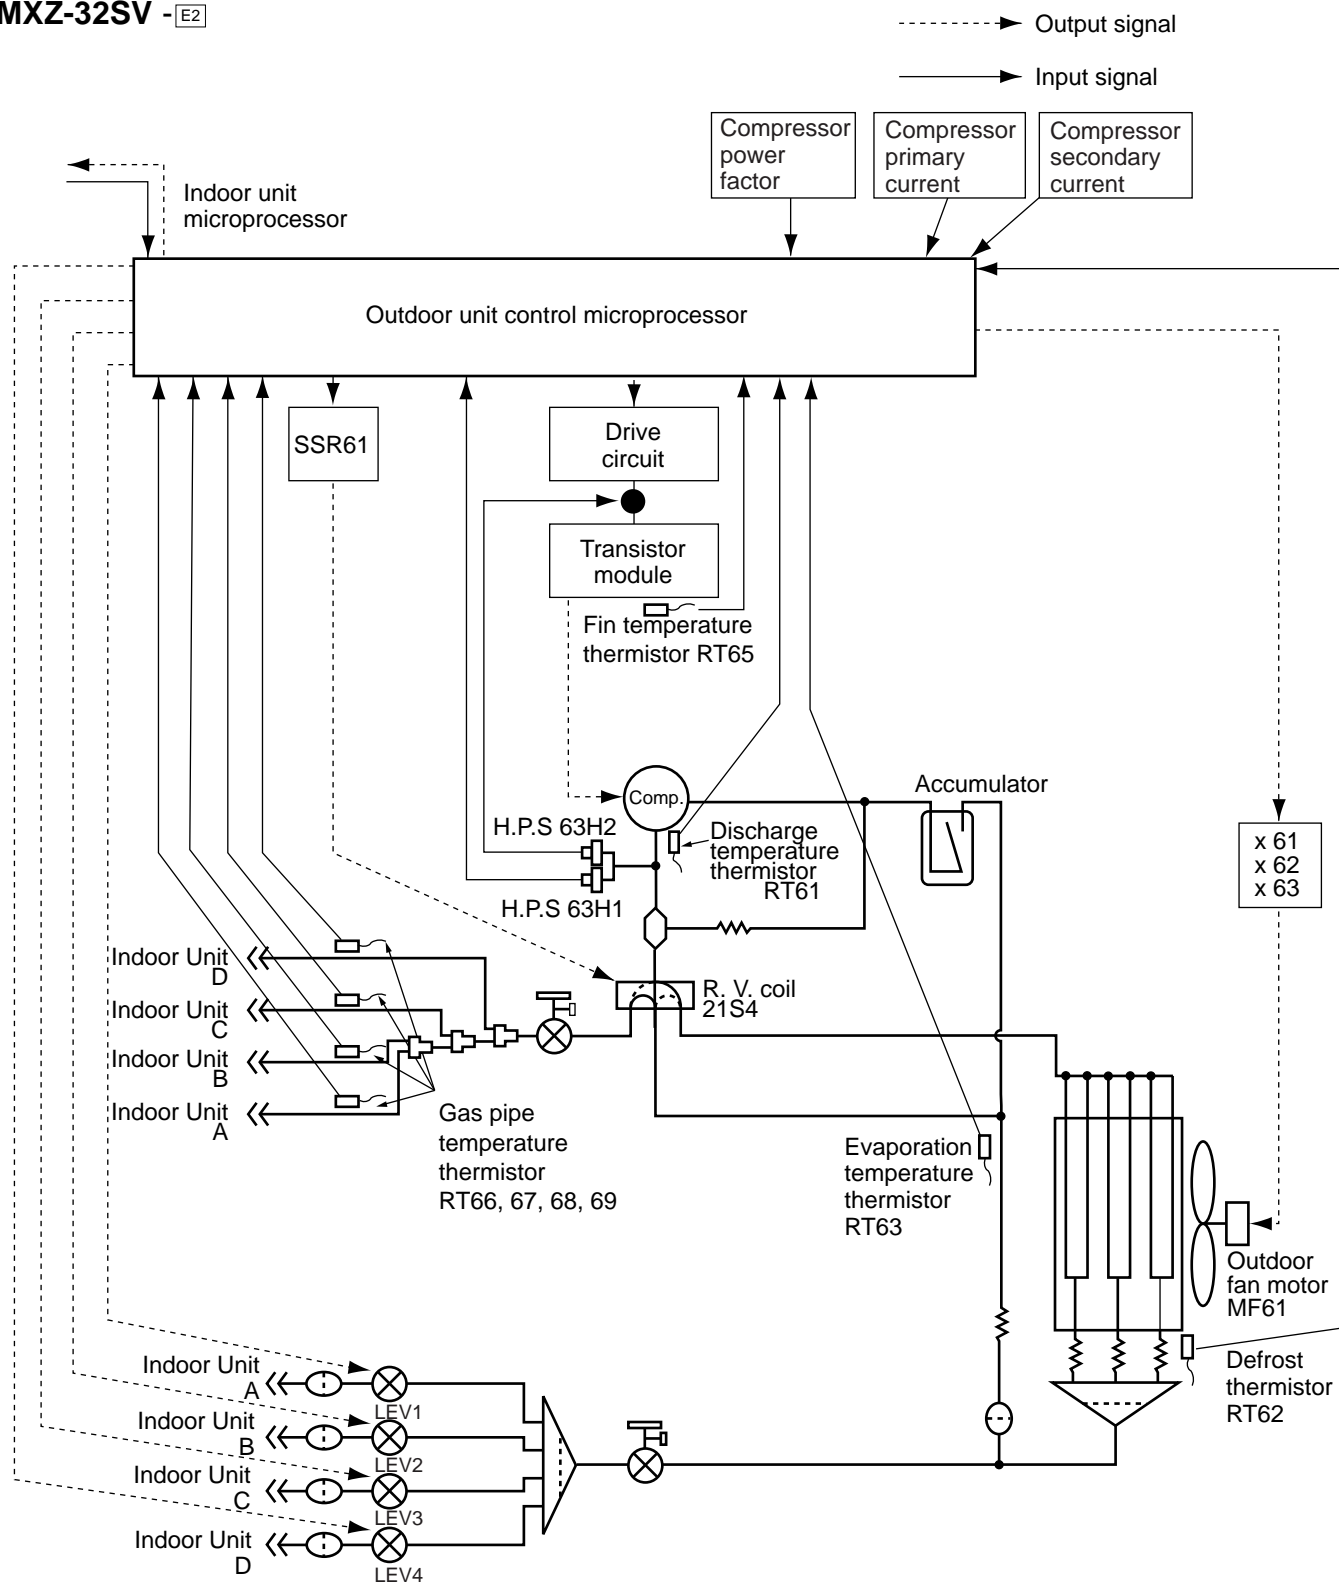 MXZ-32SV - E2
Output signal
Input signal
Compressor
power
factor
Compressor
primary
current
Compressor
secondary
current
Indoor unit
microprocessor
Outdoor unit control microprocessor
SSR61
Drive
circuit
Transistor
module
Fin temperature
thermistor RT65
Comp.
Accumulator
H.P.S 63H2
Discharge
temperature
thermistor
RT61
H.P.S 63H1
x 61
x 62
x 63
Indoor Unit
D
Indoor Unit
C
Indoor Unit
B
Indoor Unit
A
R. V. coil
21S4
Gas pipe
temperature
thermistor
RT66, 67, 68, 69
Evaporation
temperature
thermistor
RT63
Outdoor
fan motor
MF61
Defrost
thermistor
RT62
Indoor Unit
A
LEV1
Indoor Unit
B
LEV2
Indoor Unit
C
LEV3
Indoor Unit
D
LEV4